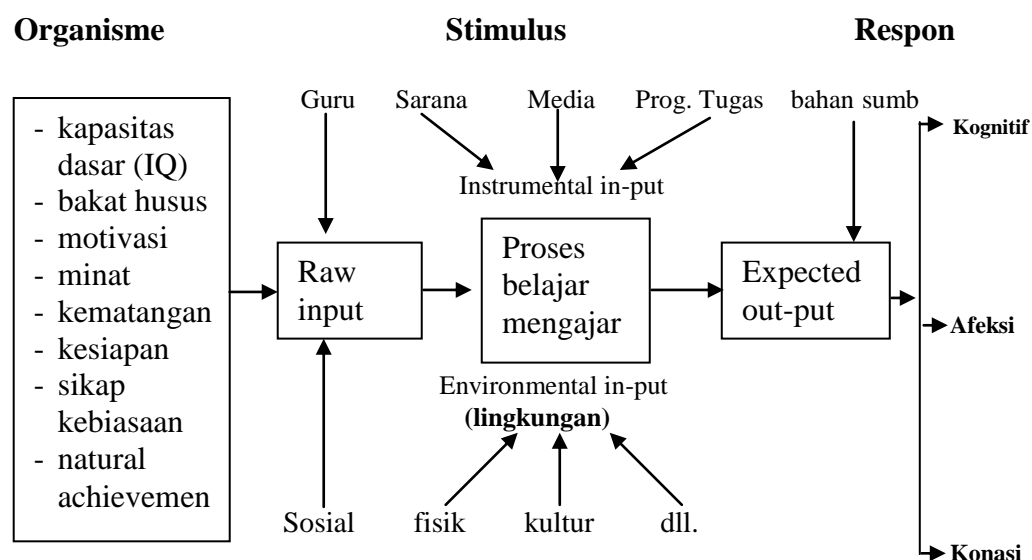 Organisme Stimulus Respon
Guru Sarana Media Prog. Tugas bahan sumb
- kapasitas
dasar (IQ)
- bakat husus
- motivasi
- minat
- kematangan
- kesiapan
- sikap
kebiasaan
- natural
achievemen
Instrumental in-put
Raw
input
Proses
belajar
mengajar
Expected
out-put
Kognitif
Afeksi
Konasi
Environmental in-put
(lingkungan)
Sosial fisik kultur dll.